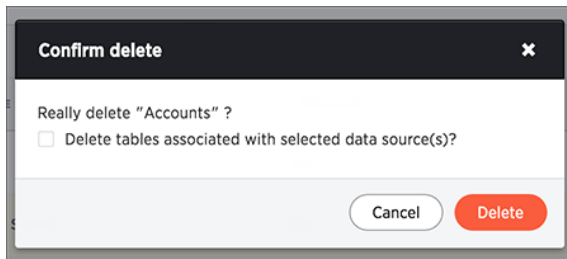 Confirm delete
Really delete "Accounts" ?
Delete tables associated with selected data source(s)?
Cancel
Delete